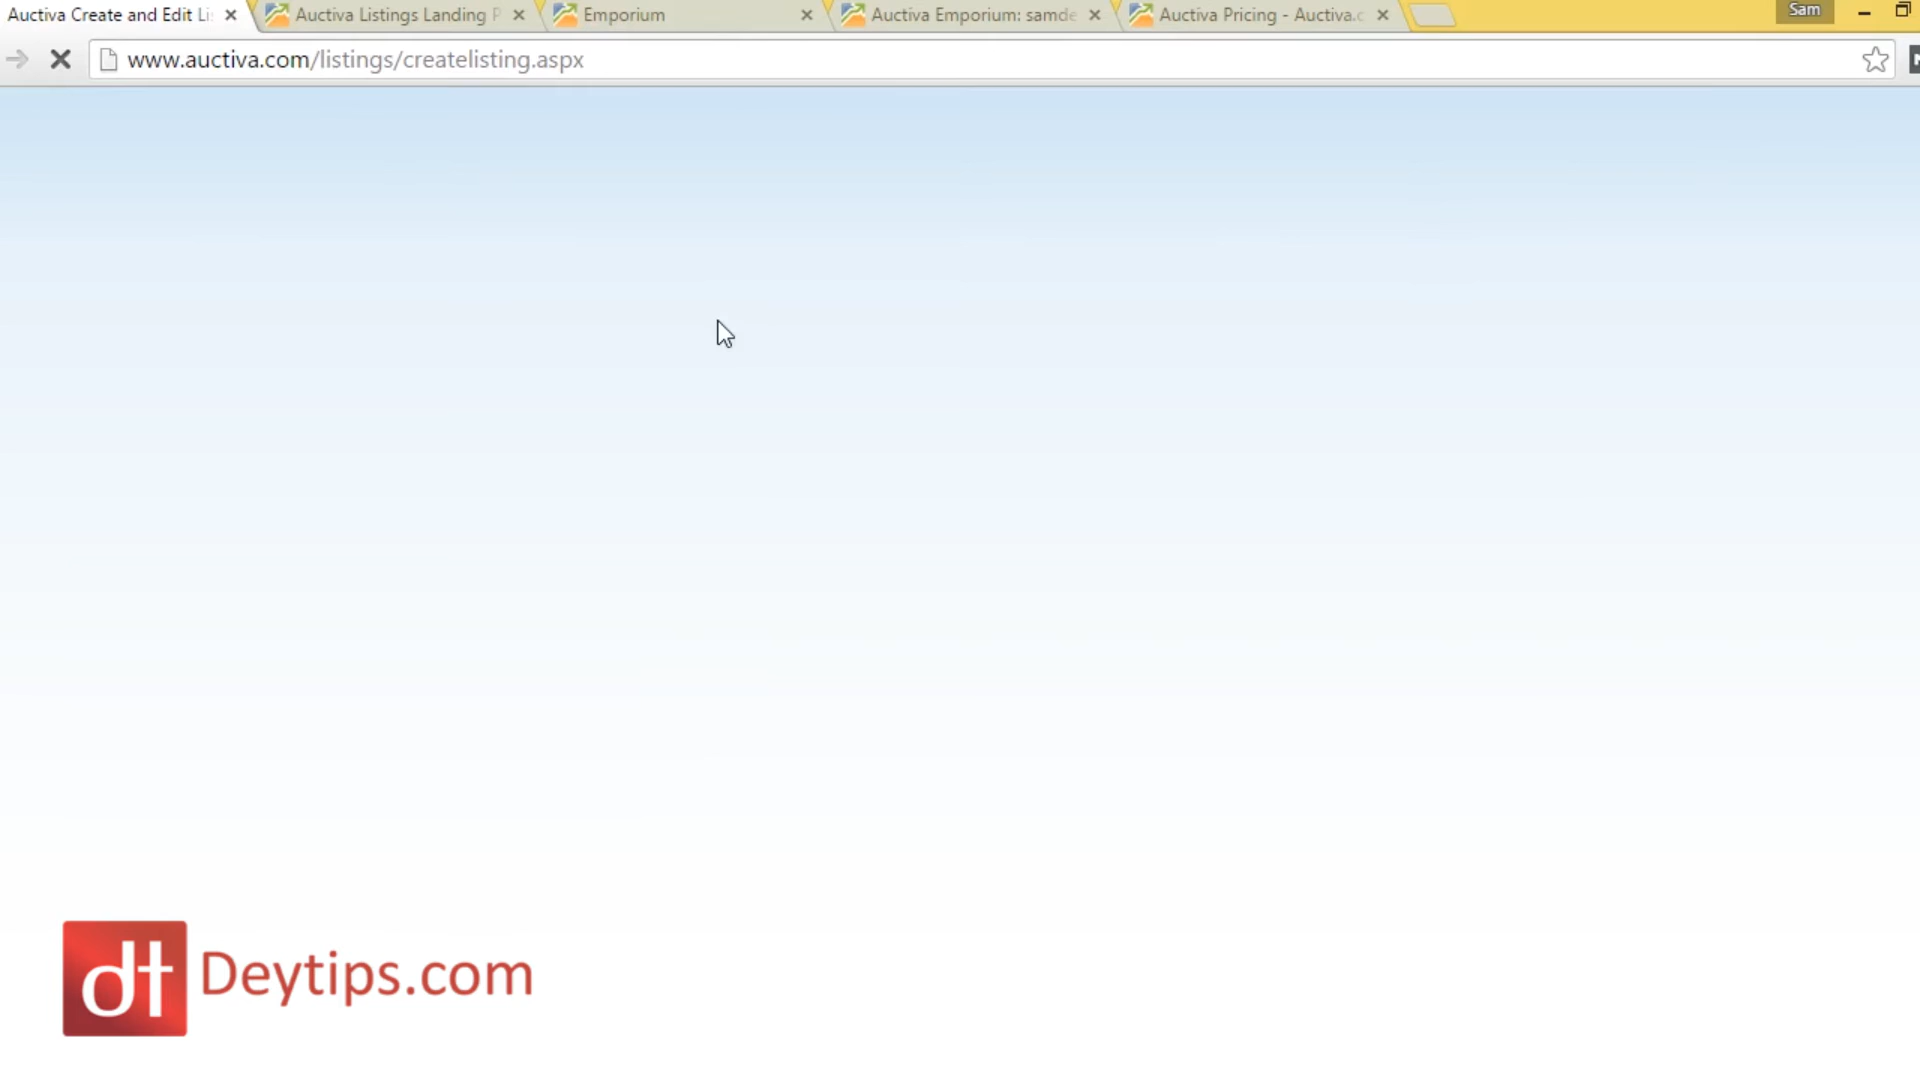 Auctiva Create and Edit Li
Auctiva Listings Landing P
Emporium
Auctiva Emporium: samde
Auctiva Pricing - Auctiva.c
Sam
www.auctiva.com/listings/createlisting.aspx
dt
Deytips.com